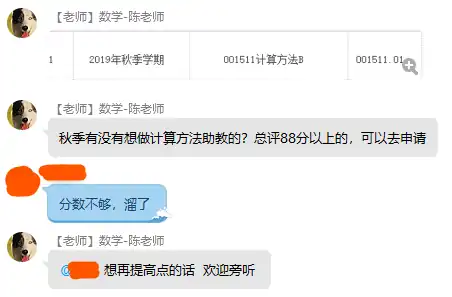 【老师】数学-陈老师
1 2019年秋季学期 001511计算方法B 001511.01
【老师】数学-陈老师
秋季有没有想做计算方法助教的？总评88分以上的，可以去申请
分数不够，溜了
【老师】数学-陈老师
@ 想再提高点的话 欢迎旁听